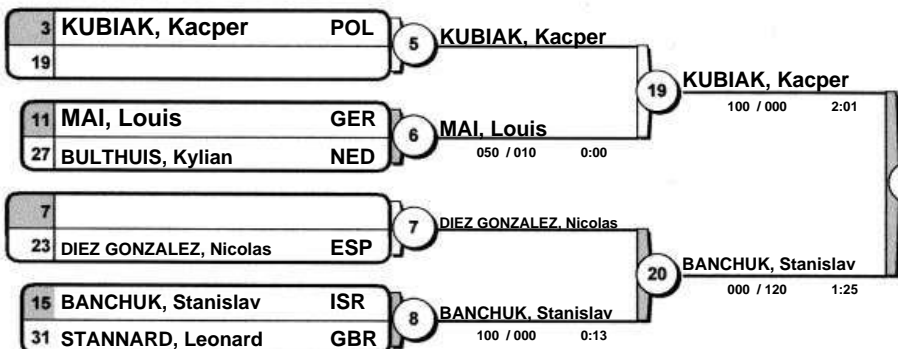 3 KUBIAK, Kacper POL
19
5
KUBIAK, Kacper
11 MAI, Louis GER
27 BULTHUIS, Kylian NED
6
MAI, Louis
050 / 010 0:00
19
KUBIAK, Kacper
100 / 000 2:01
7
23 DIEZ GONZALEZ, Nicolas ESP
7
DIEZ GONZALEZ, Nicolas
15 BANCHUK, Stanislav ISR
31 STANNARD, Leonard GBR
8
BANCHUK, Stanislav
100 / 000 0:13
20
BANCHUK, Stanislav
000 / 120 1:25